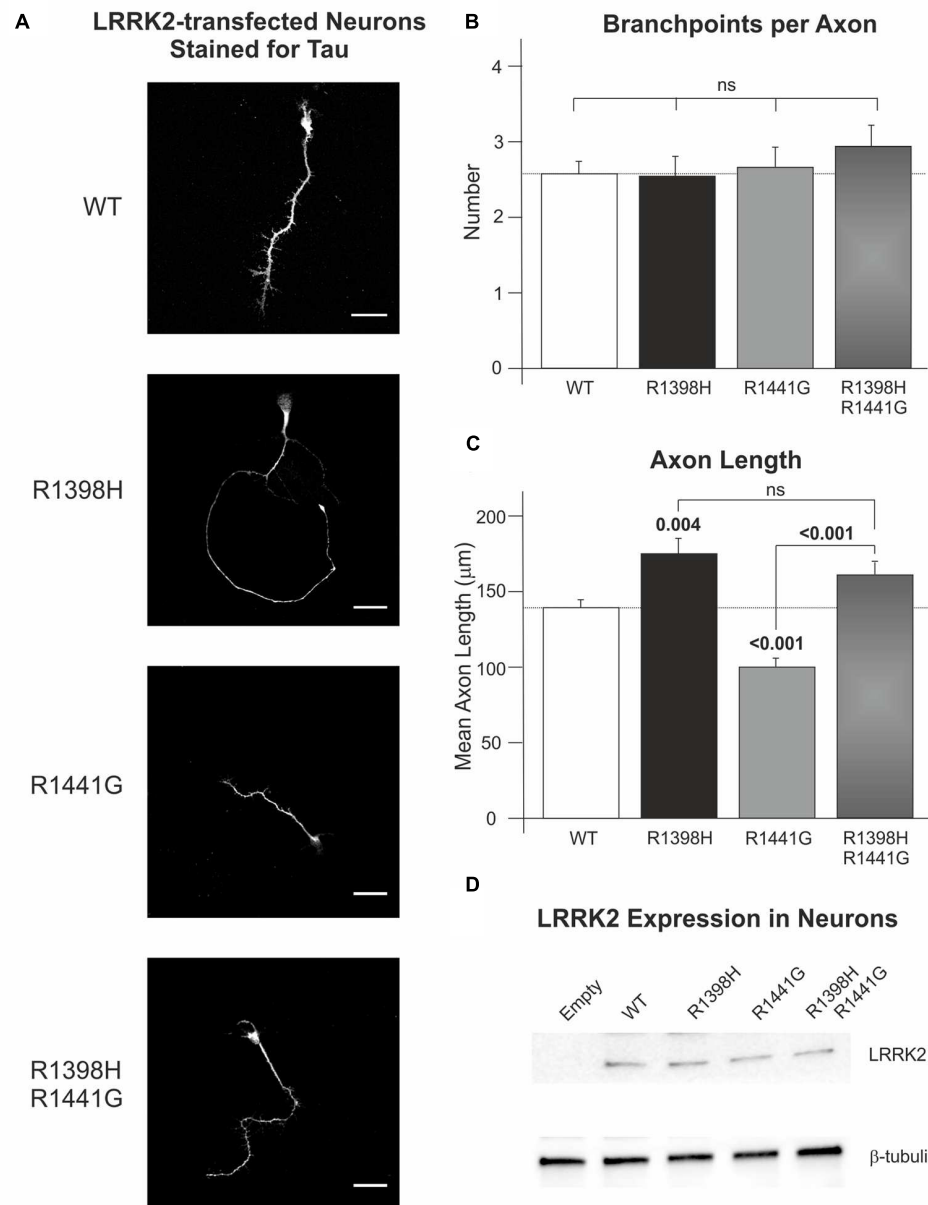 A
LRRK2-transfected Neurons
Stained for Tau
WT
R1398H
R1441G
R1398H
R1441G
B
Branchpoints per Axon
Number
4
3
2
1
0
ns
WT
R1398H
R1441G
R1398H
R1441G
C
Axon Length
Mean Axon Length (μm)
200
150
100
50
0
ns
0.004
<0.001
<0.001
WT
R1398H
R1441G
R1398H
R1441G
D
LRRK2 Expression in Neurons
Empty
WT
R1398H
R1441G
R1398H
R1441G
LRRK2
β-tubuli